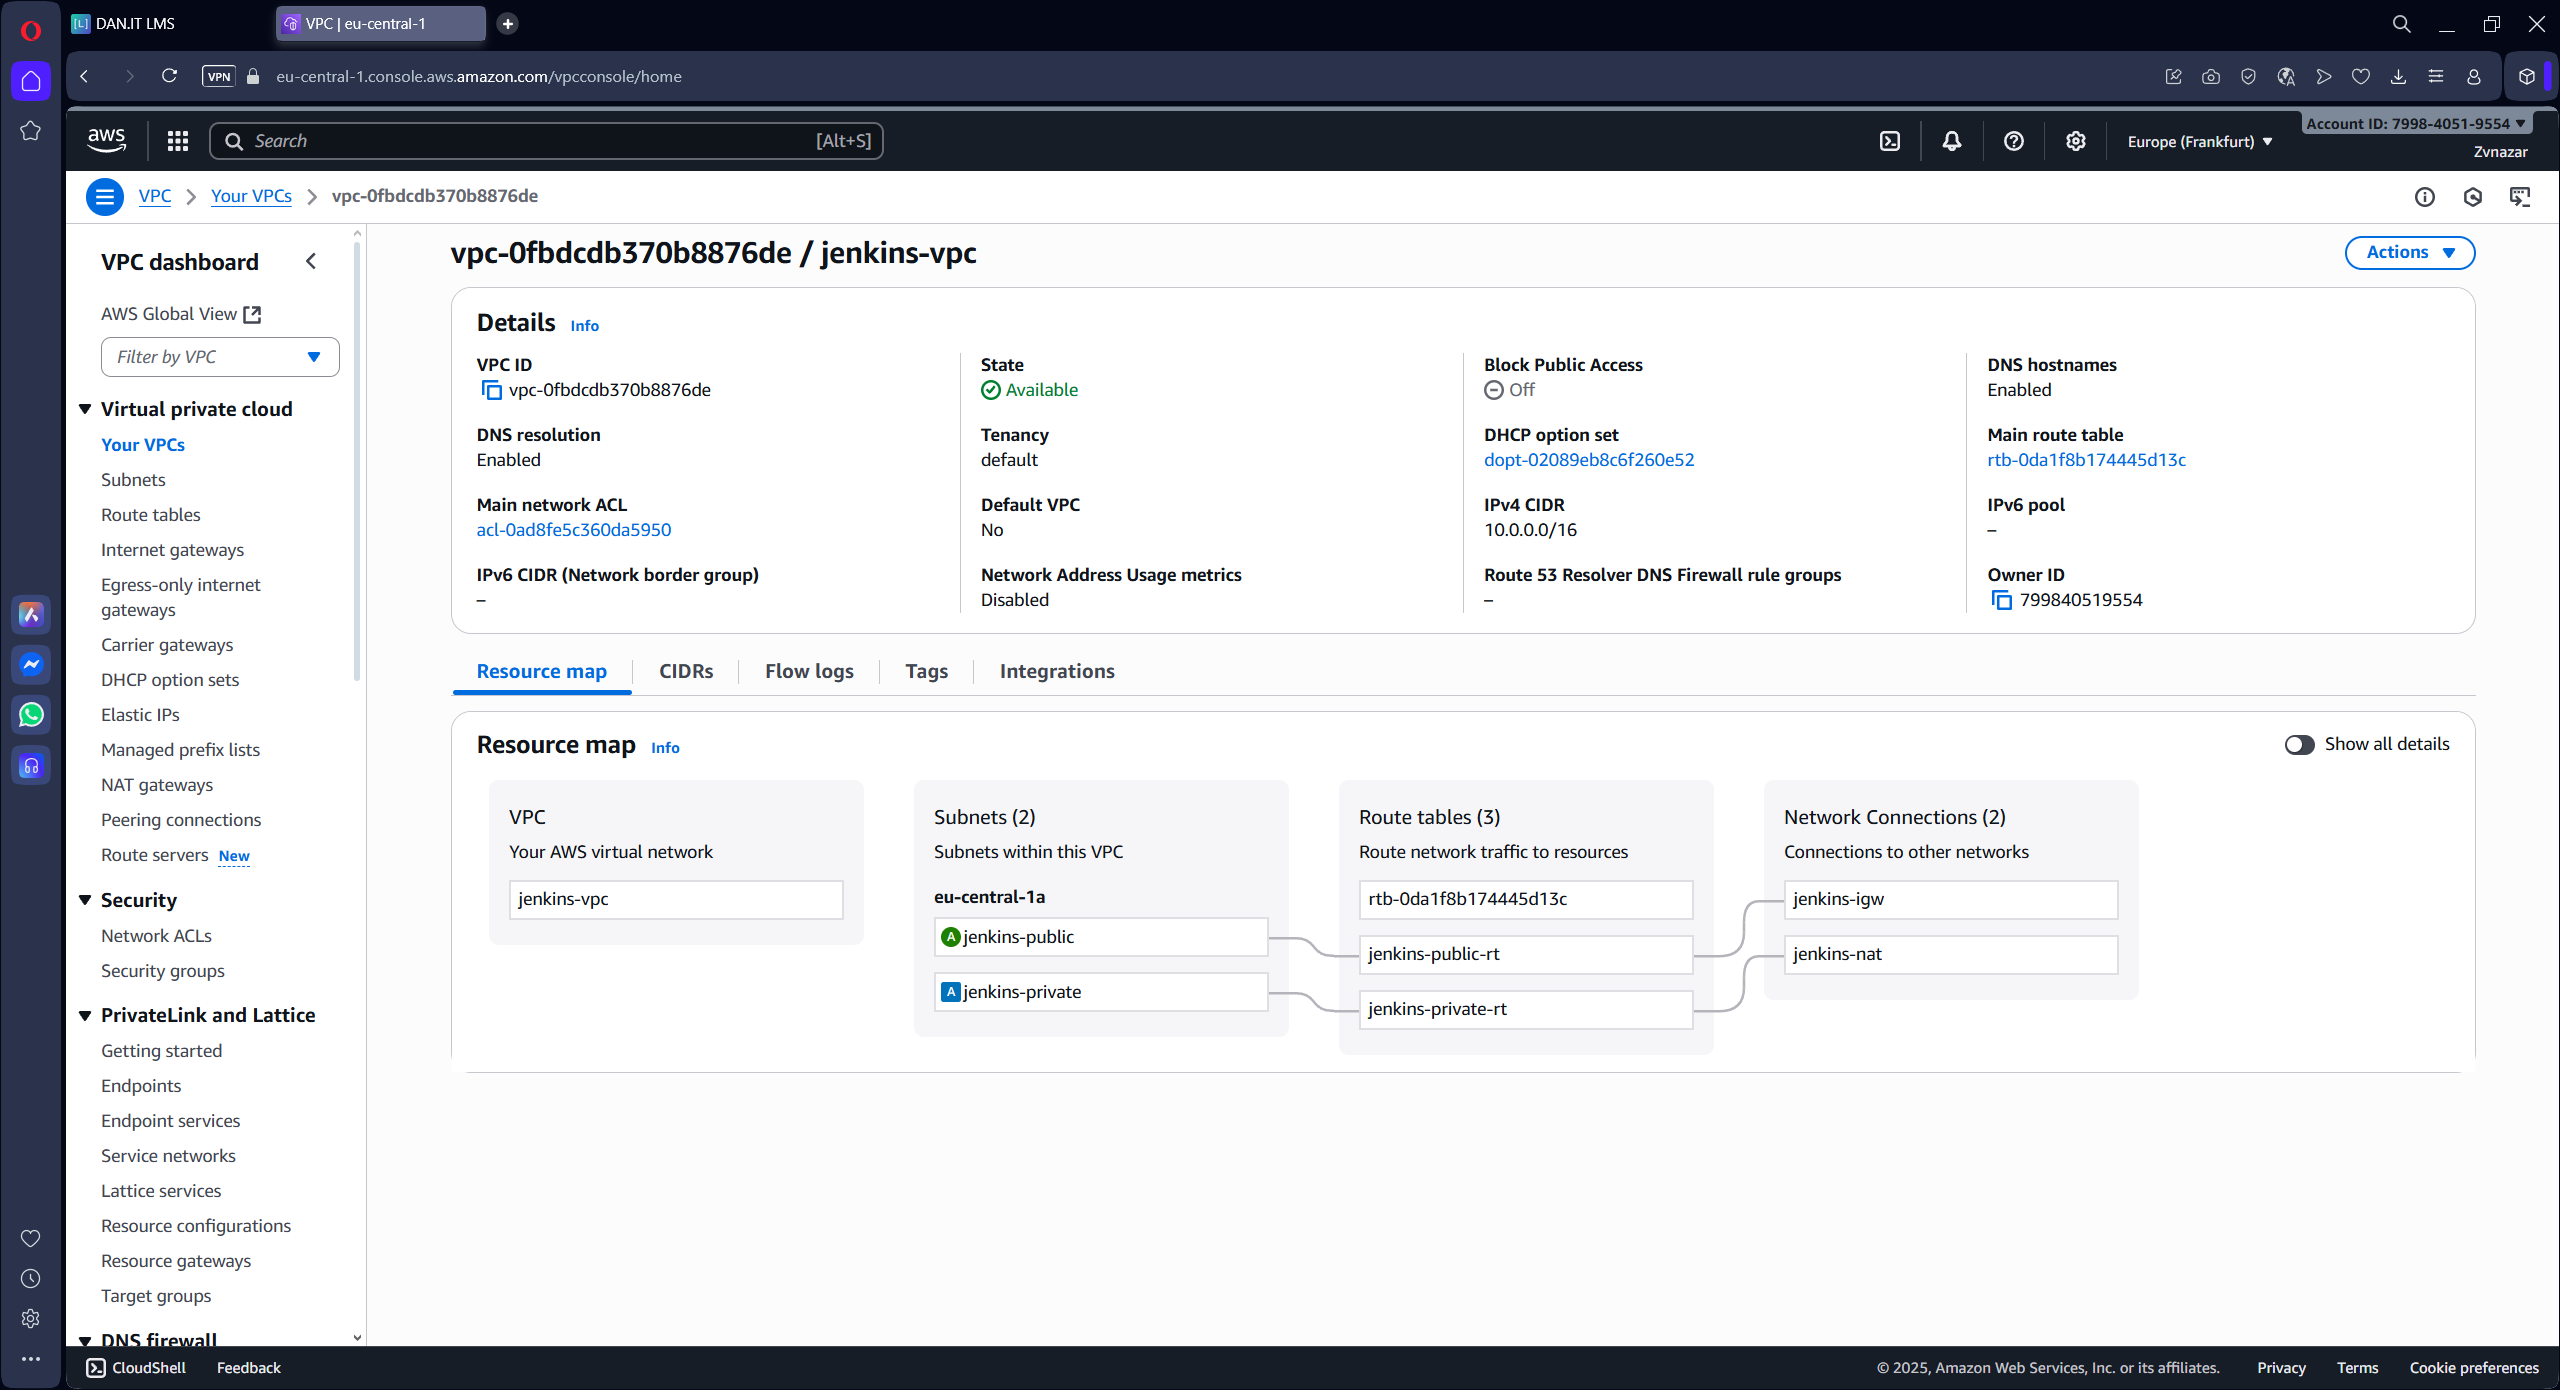 DAN.IT LMS
VPC | eu-central-1
VPN
eu-central-1.console.aws.amazon.com/vpcconsole/home
aws
Search
[Alt+S]
Europe (Frankfurt)
Account ID: 7998-4051-9554
Zvnazar
VPC
Your VPCs
vpc-0fbdcdb370b8876de
VPC dashboard
AWS Global View
Filter by VPC
Virtual private cloud
Your VPCs
Subnets
Route tables
Internet gateways
Egress-only internet
gateways
Carrier gateways
DHCP option sets
Elastic IPs
Managed prefix lists
NAT gateways
Peering connections
Route servers New
Security
Network ACLs
Security groups
PrivateLink and Lattice
Getting started
Endpoints
Endpoint services
Service networks
Lattice services
Resource configurations
Resource gateways
Target groups
DNS firewall
vpc-0fbdcdb370b8876de / jenkins-vpc
Actions
Details Info
VPC ID
vpc-0fbdcdb370b8876de
State
Available
Block Public Access
Off
DNS hostnames
Enabled
DNS resolution
Enabled
Tenancy
default
DHCP option set
dopt-02089eb8c6f260e52
Main route table
rtb-0da1f8b174445d13c
Main network ACL
acl-0ad8fe5c360da5950
Default VPC
No
IPv4 CIDR
10.0.0.0/16
IPv6 pool
–
IPv6 CIDR (Network border group)
–
Network Address Usage metrics
Disabled
Route 53 Resolver DNS Firewall rule groups
–
Owner ID
799840519554
Resource map
CIDRs
Flow logs
Tags
Integrations
Resource map Info
Show all details
VPC
Your AWS virtual network
jenkins-vpc
Subnets (2)
Subnets within this VPC
eu-central-1a
A jenkins-public
A jenkins-private
Route tables (3)
Route network traffic to resources
rtb-0da1f8b174445d13c
jenkins-public-rt
jenkins-private-rt
Network Connections (2)
Connections to other networks
jenkins-igw
jenkins-nat
CloudShell
Feedback
© 2025, Amazon Web Services, Inc. or its affiliates.
Privacy
Terms
Cookie preferences